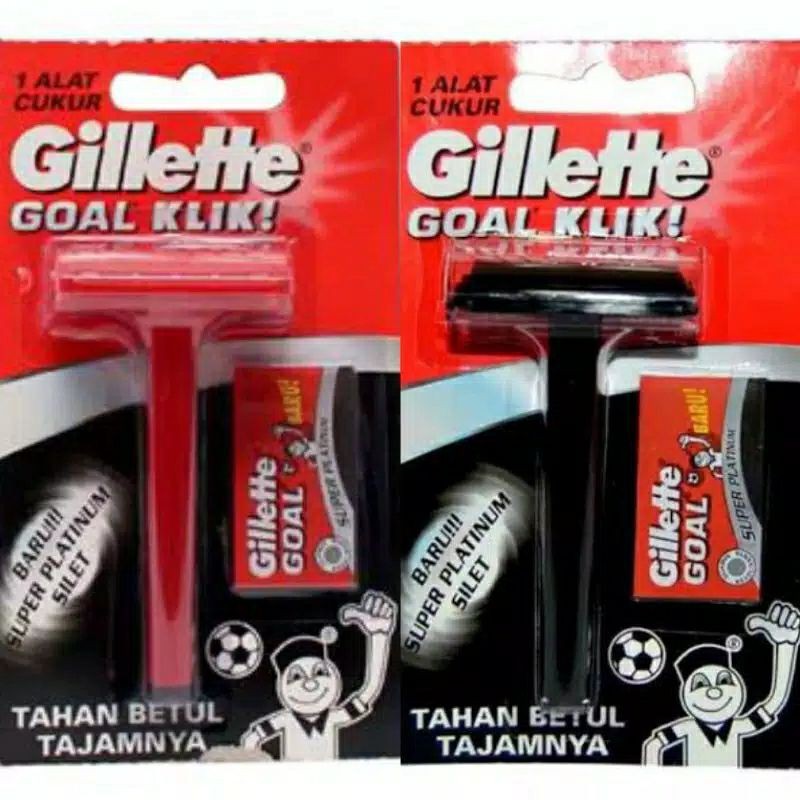 1 ALAT
CUKUR
Gillette®
GOAL KLIK!
BARU!
Gillette
GOAL
SUPER PLATINUM
BARU!!!
SUPER PLATINUM
SILET
TAHAN BETUL
TAJAMNYA
1 ALAT
CUKUR
Gillette®
GOAL KLIK!
BARU!
Gillette
GOAL
SUPER PLATINUM
BARU!!!
SUPER PLATINUM
SILET
®
TAHAN BETUL
TAJAMNYA